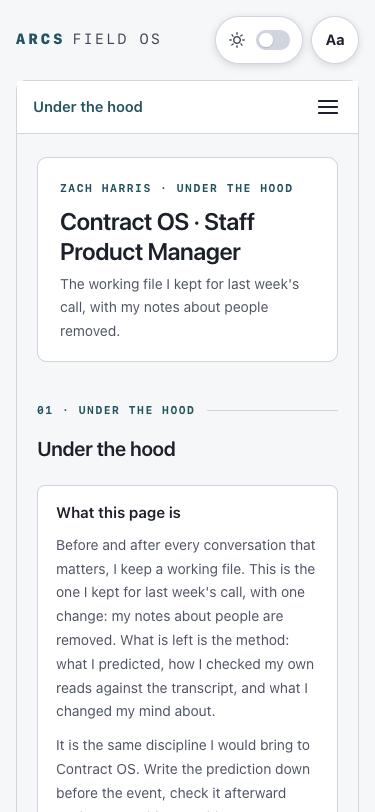 ARCS FIELD OS
Aa
Under the hood
ZACH HARRIS · UNDER THE HOOD
Contract OS · Staff
Product Manager
The working file I kept for last week's
call, with my notes about people
removed.
01 · UNDER THE HOOD
Under the hood
What this page is
Before and after every conversation that
matters, I keep a working file. This is the
one I kept for last week's call, with one
change: my notes about people are
removed. What is left is the method:
what I predicted, how I checked my own
reads against the transcript, and what I
changed my mind about.
It is the same discipline I would bring to
Contract OS. Write the prediction down
before the event, check it afterward